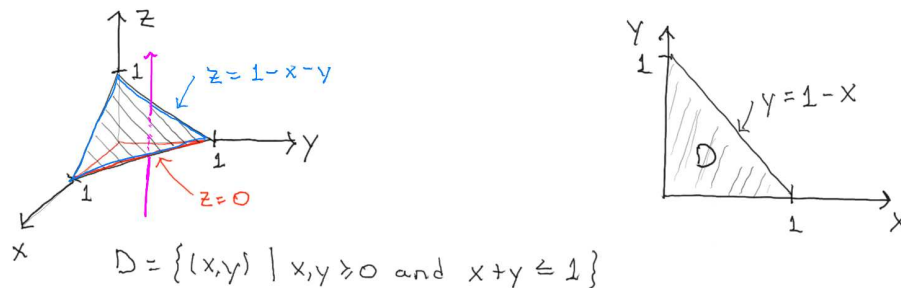 Z
1
z = 1-x-y
Y
1
1
z=0
X
Y
1
y = 1-x
D
1
X
D = {(x,y) | x,y ≥ 0 and x+y ≤ 1}